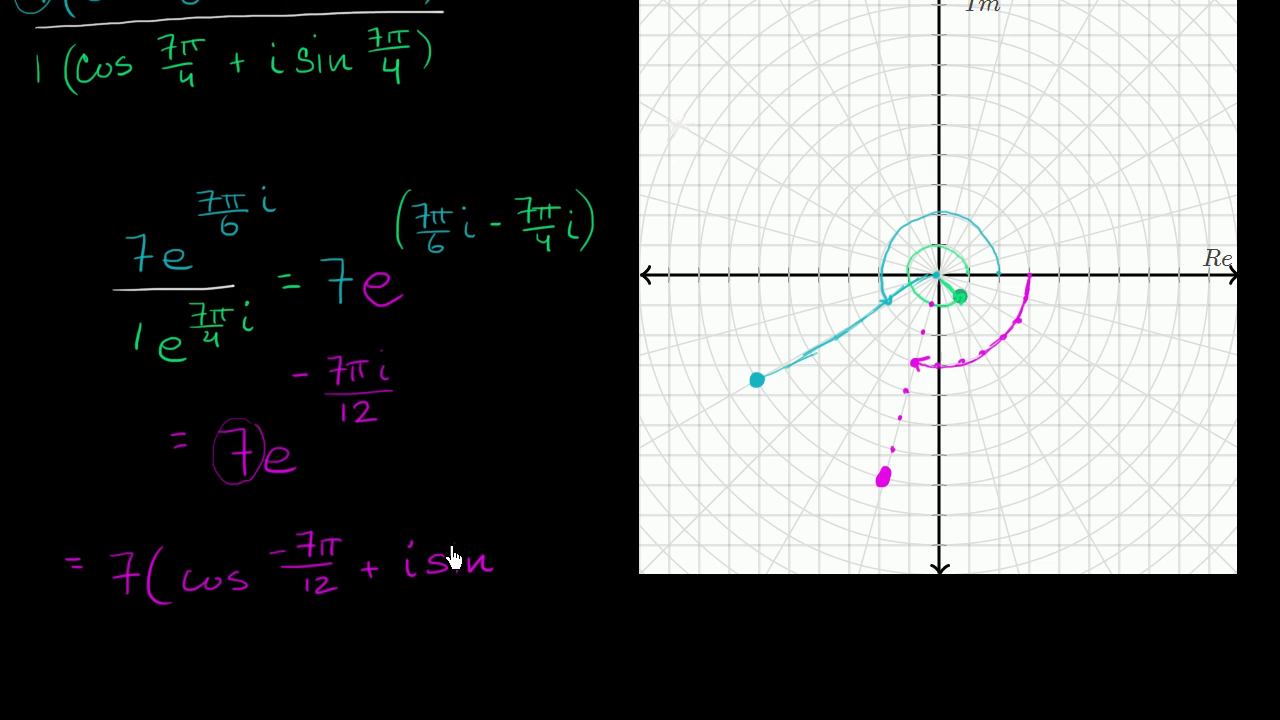 Im
1 (cos 7π/4 + i sin 7π/4)
7e^(7π/6 i) / 1e^(7π/4 i) = 7e^(7π/6 i - 7π/4 i)
= 7e^(-7πi/12)
= 7(cos -7π/12 + i sin
Re